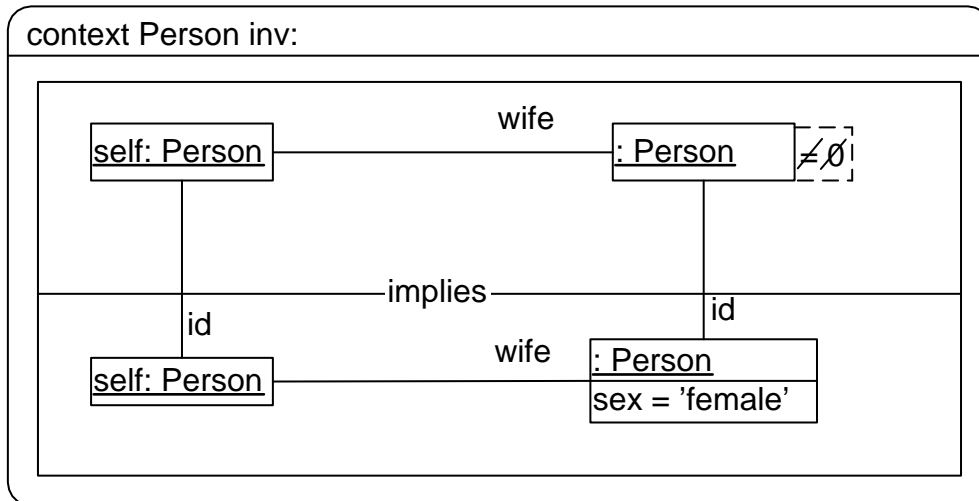 context Person inv:
wife
self: Person
: Person
≠∅
implies
id
id
wife
self: Person
: Person
sex = ’female’